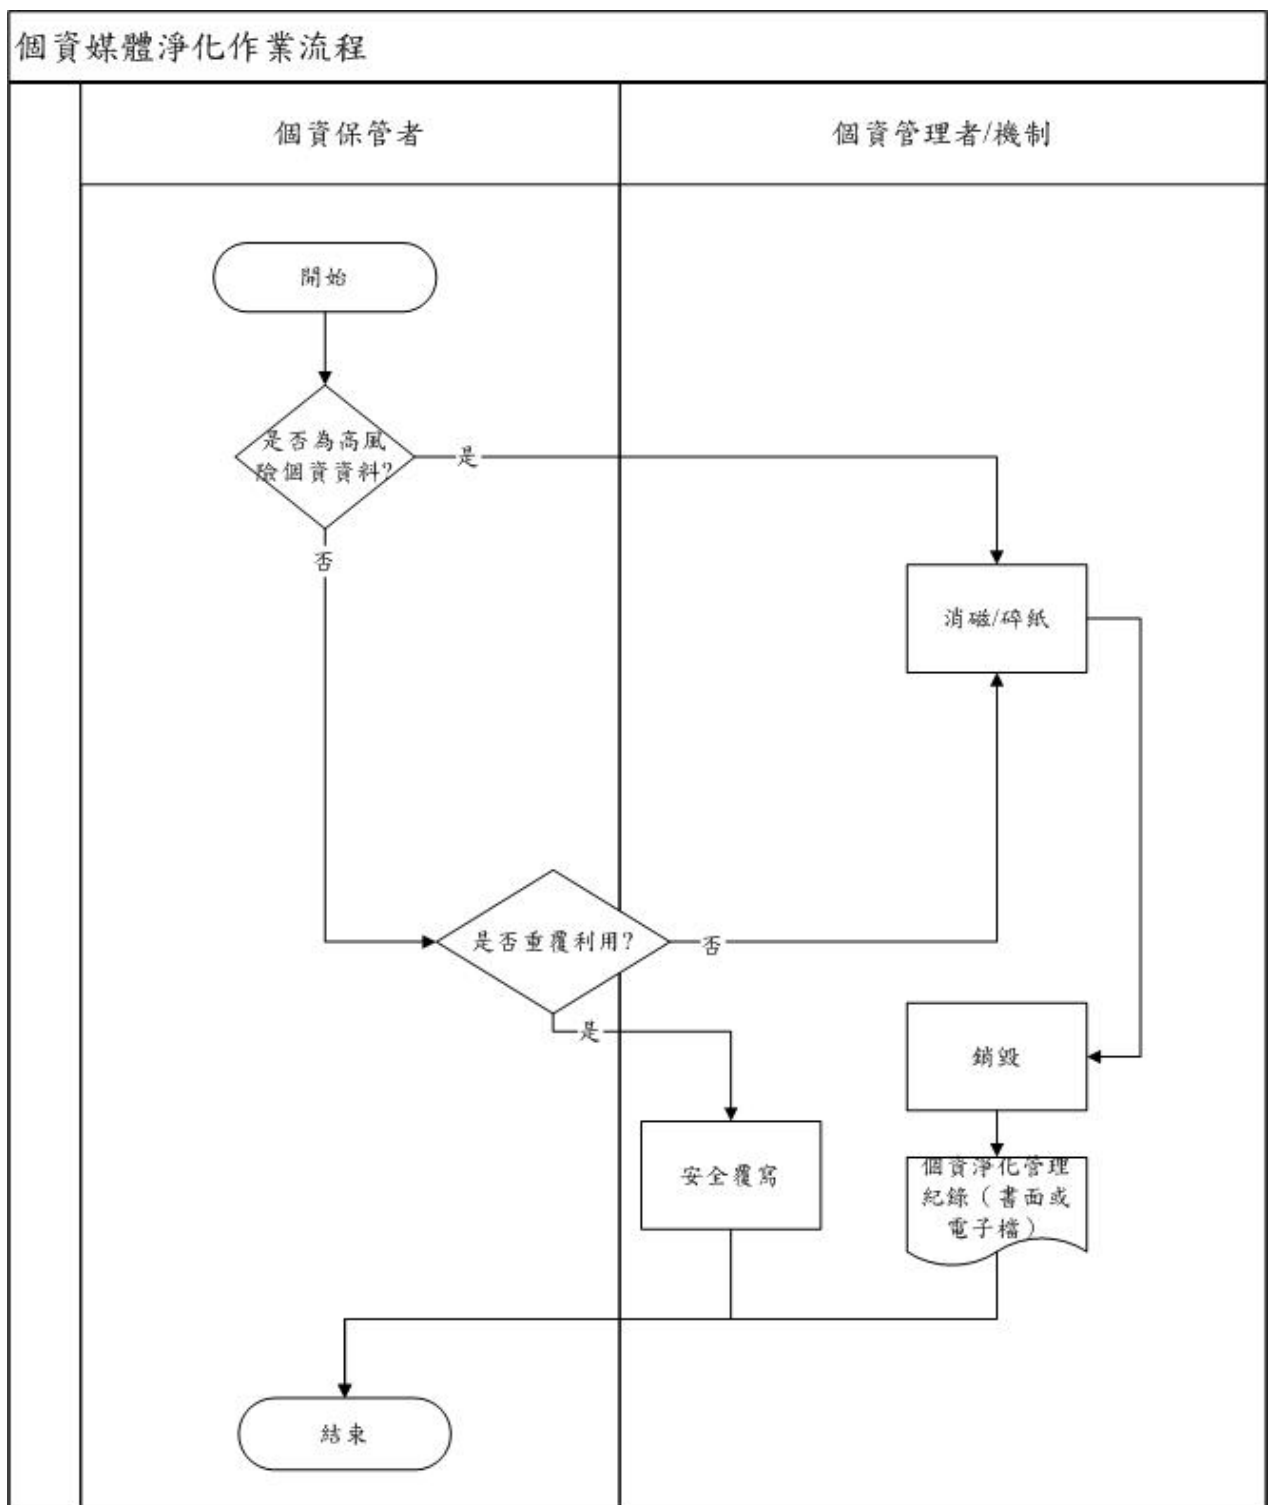 個資媒體淨化作業流程
個資保管者
個資管理者/機制
開始
是否為高風
險個資資料?
是
否
消磁/碎紙
是否重覆利用?
否
是
銷毀
安全覆寫
個資淨化管理
紀錄（書面或
電子檔）
結束